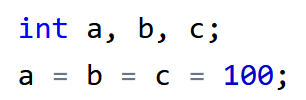 int a, b, c;
a = b = c = 100;